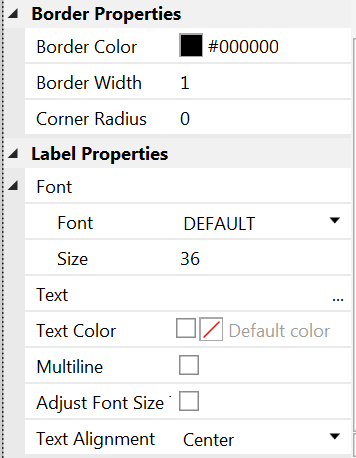 Border Properties
Border Color #000000
Border Width 1
Corner Radius 0
Label Properties
Font
Font DEFAULT
Size 36
Text ...
Text Color Default color
Multiline
Adjust Font Size
Text Alignment Center